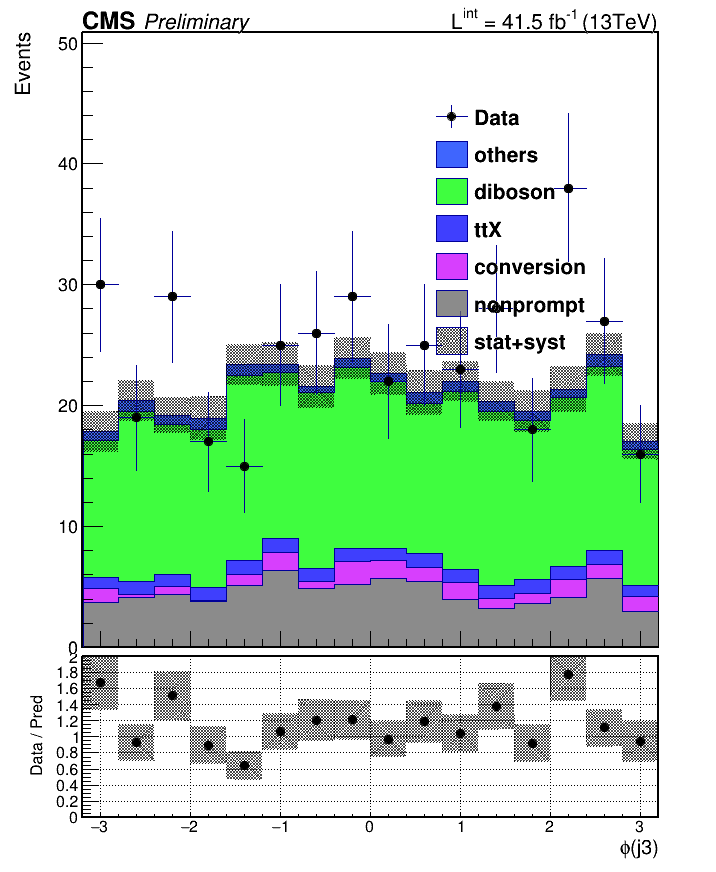 CMS Preliminary L^int = 41.5 fb^-1 (13TeV)
Events
50
40
30
20
10
0
Data
others
diboson
ttX
conversion
nonprompt
stat+syst
Data / Pred
2
1.8
1.6
1.4
1.2
1
0.8
0.6
0.4
0.2
0
−3 −2 −1 0 1 2 3
ϕ(j3)